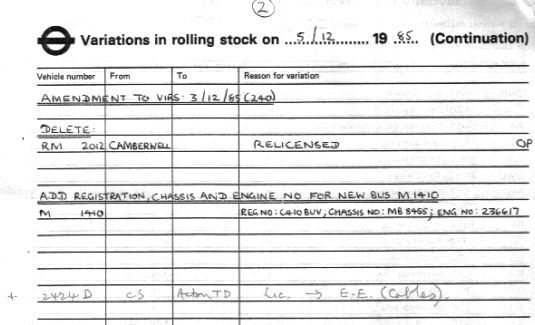 2
Variations in rolling stock on ...5./.12......... 19 .85.. (Continuation)
Vehicle number From To Reason for variation
AMENDMENT TO VIRS: 3/12/85 (240)
DELETE:
RM 2012 CAMBERWELL RELICENSED OP
ADD REGISTRATION, CHASSIS AND ENGINE NO FOR NEW BUS M1410
M 1410 REG NO: C410 BUV, CHASSIS NO: MB 8455; ENG NO: 236617
+ 2424 D CS Acton TD Lic. → E.E. (Cables).